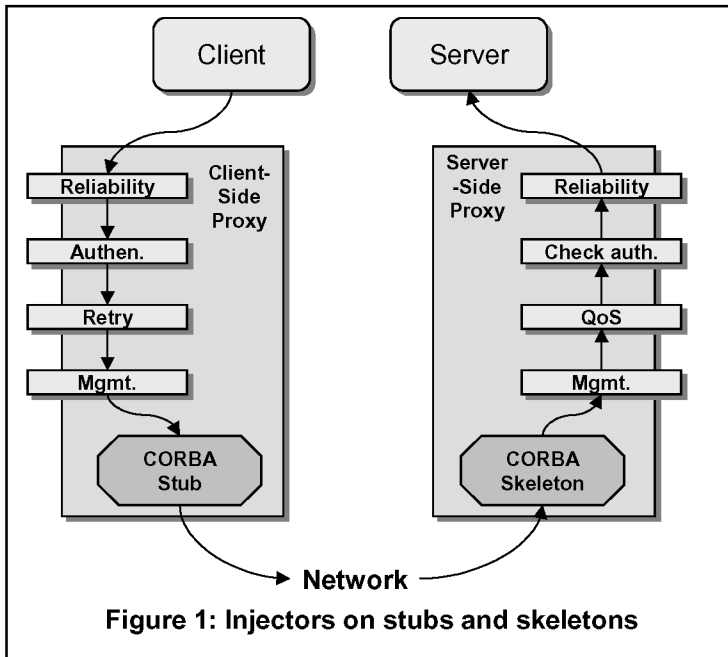 Client
Server
Client-
Side
Proxy
Reliability
Authen.
Retry
Mgmt.
CORBA
Stub
Server
-Side
Proxy
Reliability
Check auth.
QoS
Mgmt.
CORBA
Skeleton
Network
Figure 1: Injectors on stubs and skeletons